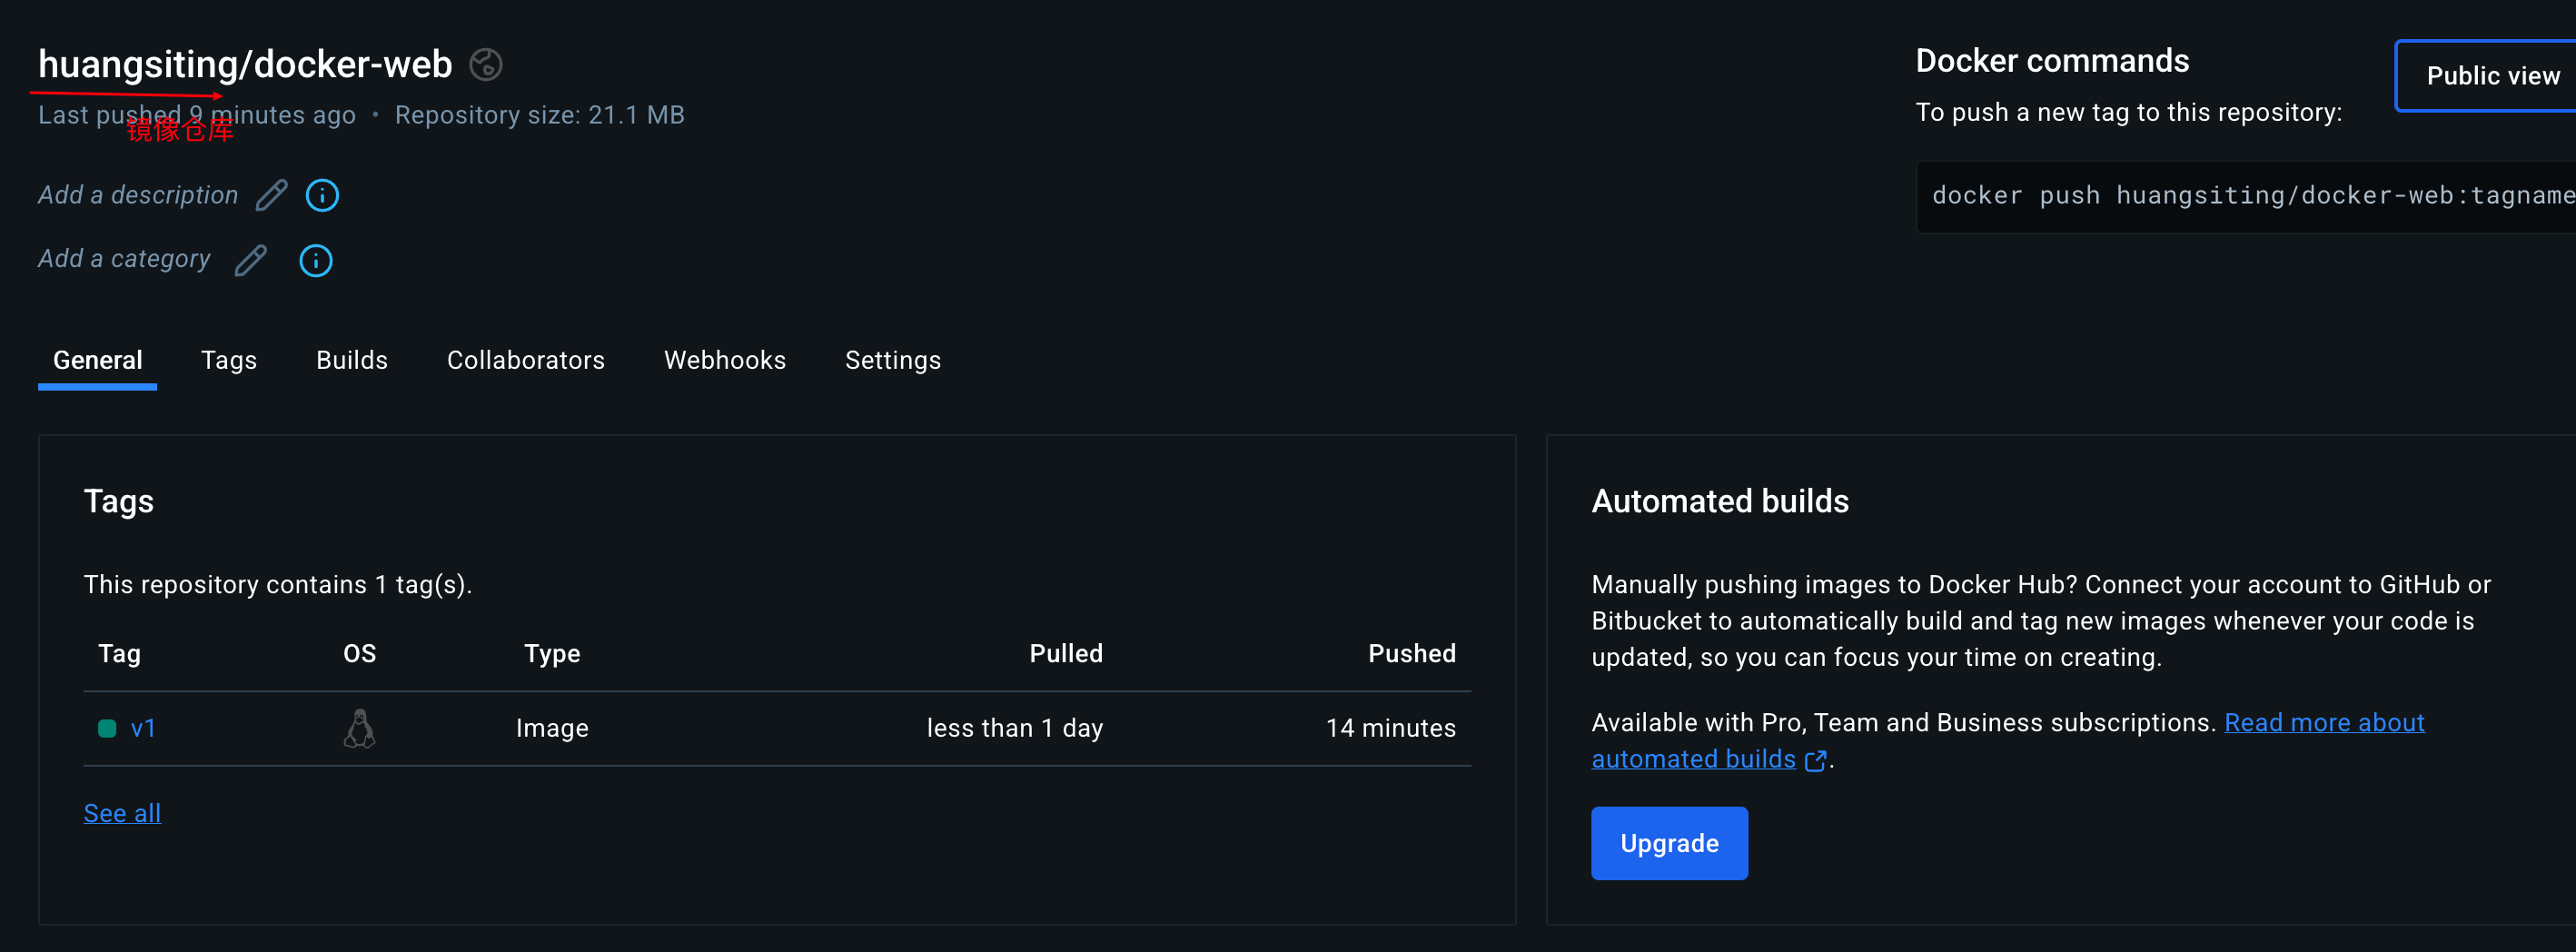 huangsiting/docker-web
Last pushed 9 minutes ago • Repository size: 21.1 MB
镜像仓库
Add a description
Add a category
Docker commands
Public view
To push a new tag to this repository:
docker push huangsiting/docker-web:tagname
General Tags Builds Collaborators Webhooks Settings
Tags
This repository contains 1 tag(s).
Tag OS Type Pulled Pushed
v1 Image less than 1 day 14 minutes
See all
Automated builds
Manually pushing images to Docker Hub? Connect your account to GitHub or
Bitbucket to automatically build and tag new images whenever your code is
updated, so you can focus your time on creating.
Available with Pro, Team and Business subscriptions. Read more about
automated builds.
Upgrade